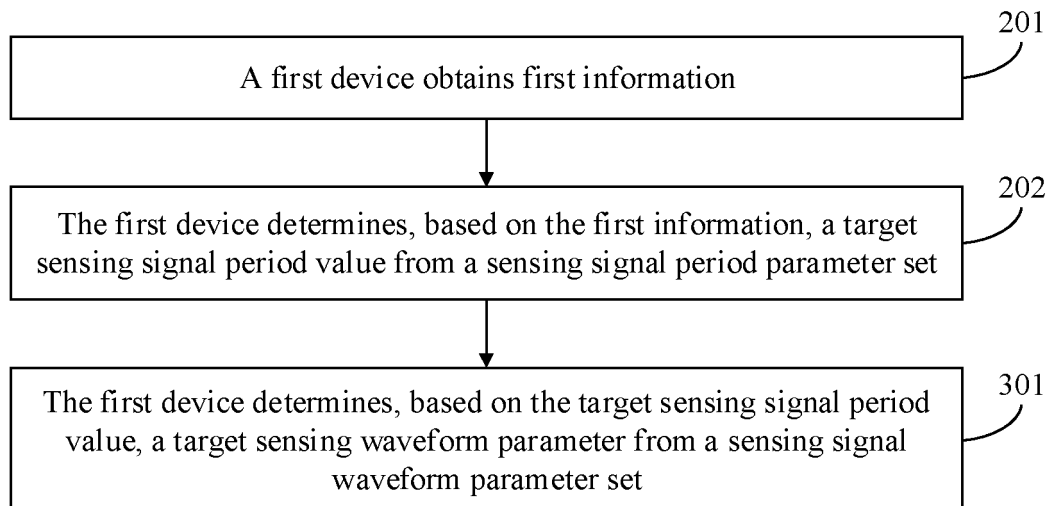 201
A first device obtains first information
202
The first device determines, based on the first information, a target
sensing signal period value from a sensing signal period parameter set
301
The first device determines, based on the target sensing signal period
value, a target sensing waveform parameter from a sensing signal
waveform parameter set